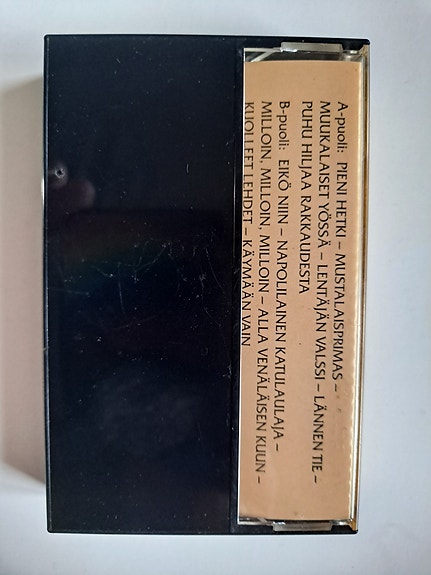 A-puoli: PIENI HETKI – MUSTALAISPRIMAS –
MUUKALAISET YÖSSÄ – LENTÄJÄN VALSSI – LÄNNEN TIE –
PUHU HILJAA RAKKAUDESTA
B-puoli: EIKÖ NIIN – NAPOLILAINEN KATULAULAJA –
MILLOIN, MILLOIN, MILLOIN – ALLA VENÄLÄISEN KUUN –
KUOLLEET LEHDET – KÄYMÄÄN VAIN